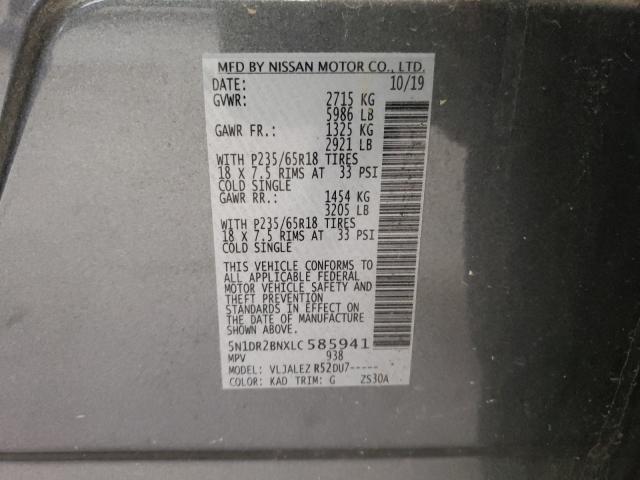 MFD BY NISSAN MOTOR CO., LTD.
DATE: 10/19
GVWR: 2715 KG
5986 LB
GAWR FR.: 1325 KG
2921 LB
WITH P235/65R18 TIRES
18 X 7.5 RIMS AT 33 PSI
COLD SINGLE
GAWR RR.: 1454 KG
3205 LB
WITH P235/65R18 TIRES
18 X 7.5 RIMS AT 33 PSI
COLD SINGLE
THIS VEHICLE CONFORMS TO
ALL APPLICABLE FEDERAL
MOTOR VEHICLE SAFETY AND
THEFT PREVENTION
STANDARDS IN EFFECT ON
THE DATE OF MANUFACTURE
SHOWN ABOVE.
5N1DR2BNXLC 585941
MPV 938
MODEL: VLJALEZ R52DU7-----
COLOR: KAD TRIM: G ZS30A